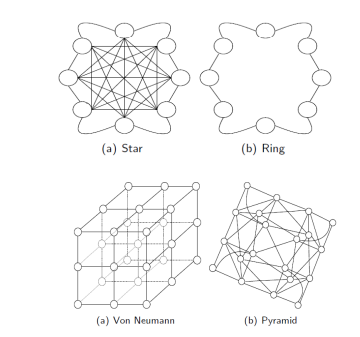 (a) Star
(b) Ring
(a) Von Neumann
(b) Pyramid